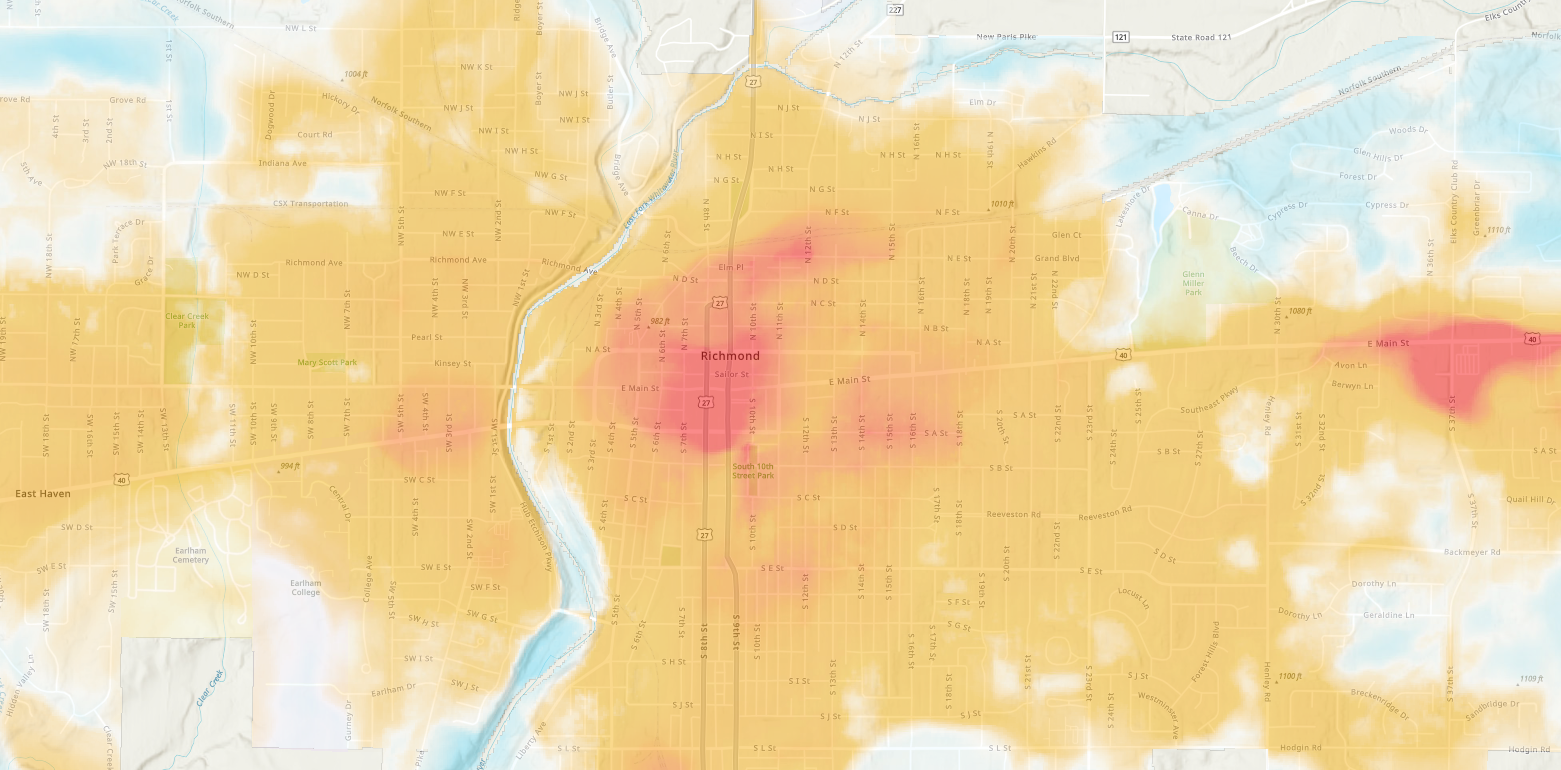 Norfolk Southern
Clear Creek
NW L St
1st St
Ridge
Boyer St
Bridge Ave
227
New Paris Pike
121
State Road 121
Elks Country
Norfolk
N 12th St
NW K St
1004 ft
27
Norfolk Southern
Grove Rd
Grove Rd
1st St
Dogwood Dr
Hickory Dr
Norfolk Southern
NW J St
NW J St
Boyer St
Butler St
N J St
N J St
Elm Dr
4th St
3rd St
2nd St
Court Rd
NW I St
NW I St
N I St
N 16th St
N 19th St
Hawkins Rd
Woods Dr
5th Ave
NW 18th St
Indiana Ave
NW H St
NW G St
Bridge Ave
N H St
N H St
N H St
N H St
Glen Hills Dr
Forest Dr
Elks Country Club Rd
NW F St
N G St
N G St
CSX Transportation
NW 5th St
NW 2nd St
NW F St
East Fork Whitewater River
N 8th St
N F St
N F St
1010 ft
Lakeshore Dr
Canna Dr
Cypress Dr
Cypress Dr
Greenbriar Dr
1110 ft
Park Terrace Dr
NW 18th St
NW E St
N 6th St
N 12th St
N 15th St
N 20th St
Glen Ct
N 36th St
Grace Dr
NW D St
Richmond Ave
Richmond Ave
Richmond Ave
Elm Pl
N E St
Grand Blvd
Beech Dr
Glenn
Miller
Park
NW 7th St
NW 4th St
NW 3rd St
NW 1st St
N D St
N D St
N 3rd St
N 4th St
N 5th St
27
N C St
N 16th St
N 18th St
N 19th St
N 21st St
N 22nd St
N 30th St
1080 ft
Clear Creek
Park
NW 19th St
NW 17th St
NW 10th St
Pearl St
982 ft
N 6th St
N 7th St
N 10th St
N 11th St
N 14th St
N B St
N A St
N A St
E Main St
40
Mary Scott Park
Kinsey St
Richmond
Sailor St
40
Avon Ln
Berwyn Ln
E Main St
E Main St
27
Southeast Pkwy
SW 18th St
SW 16th St
SW 15th St
SW 14th St
SW 13th St
SW 11th St
SW 10th St
SW 9th St
SW 8th St
SW 7th St
SW 5th St
SW 4th St
SW 3rd St
SW 1st St
S 1st St
S 2nd St
S 3rd St
S 4th St
S 5th St
S 6th St
S 7th St
S 10th St
S 12th St
S 13th St
S 14th St
S 15th St
S 16th St
S A St
S 18th St
S 20th St
S A St
S 22nd St
S 23rd St
S 24th St
S 25th St
S B St
S 27th St
Henley Rd
S 31st St
S 32nd St
S 37th St
S A St
994 ft
40
East Haven
South 10th
Street Park
S B St
SW C St
SW 1st St
Central Dr
SW 4th St
S C St
S 4th St
S C St
S 17th St
S 18th St
Reeveston Rd
Reeveston Rd
S 32nd St
S 37th St
Quail Hill Dr
SW D St
SW 2nd St
Hub Etchison Pkwy
27
S 10th St
S D St
S 22nd St
S 20th St
S D St
Backmeyer Rd
Earlham
Cemetery
SW E St
SW 18th St
SW 15th St
Earlham
College
College Ave
SW 5th St
SW E St
SW F St
SW G St
SW H St
S E St
S 12th St
S 14th St
S 15th St
S 19th St
S E St
Locust Ln
S F St
S G St
Dorothy Ln
Dorothy Ln
Geraldine Ln
S 5th St
S 6th St
S 7th St
S 8th St
S 9th St
S 10th St
S 16th St
S 17th St
Forest Hills Blvd
SW I St
S H St
S I St
S 13th St
S 18th St
S 21st St
S 23rd St
S J St
Henley Rd
1100 ft
S 37th St
1109 ft
Hidden Valley Ln
Clear Creek
Earlham Dr
SW J St
S J St
S J St
S J St
S 24th St
Westminster Ave
Breckenridge Dr
Sandbridge Dr
Clear Creek
Gurney Dr
Pike
Liberty Ave
S L St
S L St
S L St
Hodgin Rd
Hodgin Rd